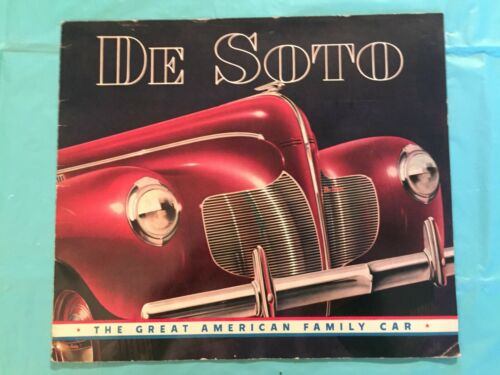 DE SOTO
• THE GREAT AMERICAN FAMILY CAR •